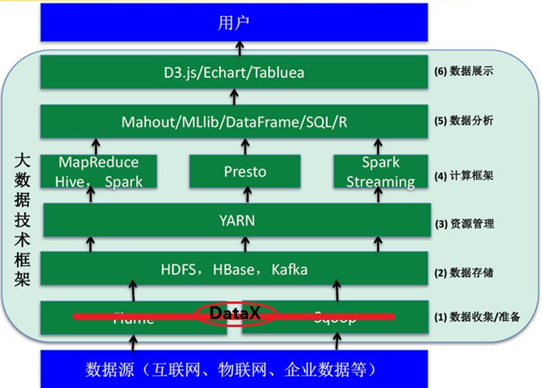 用户
D3.js/Echart/Tabluea
(6) 数据展示
Mahout/MLlib/DataFrame/SQL/R
(5) 数据分析
大数据技术框架
MapReduce
Hive，Spark
Presto
Spark
Streaming
(4) 计算框架
YARN
(3) 资源管理
HDFS，HBase，Kafka
(2) 数据存储
Flume
DataX
Sqoop
(1) 数据收集/准备
数据源（互联网、物联网、企业数据等）